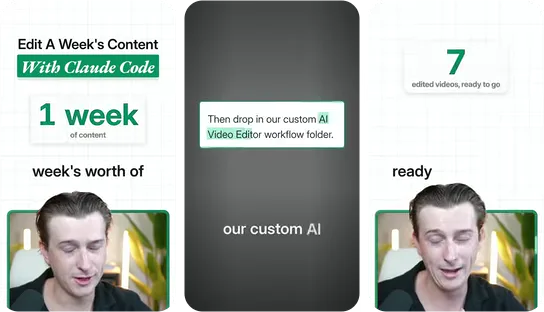 Edit A Week's Content
With Claude Code
1 week
of content
week's worth of
Then drop in our custom AI
Video Editor workflow folder.
our custom AI
7
edited videos, ready to go
ready